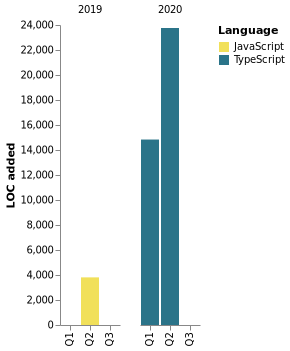 2019
2020
Language
JavaScript
TypeScript
LOC added
24,000
22,000
20,000
18,000
16,000
14,000
12,000
10,000
8,000
6,000
4,000
2,000
0
Q1
Q2
Q3
Q1
Q2
Q3